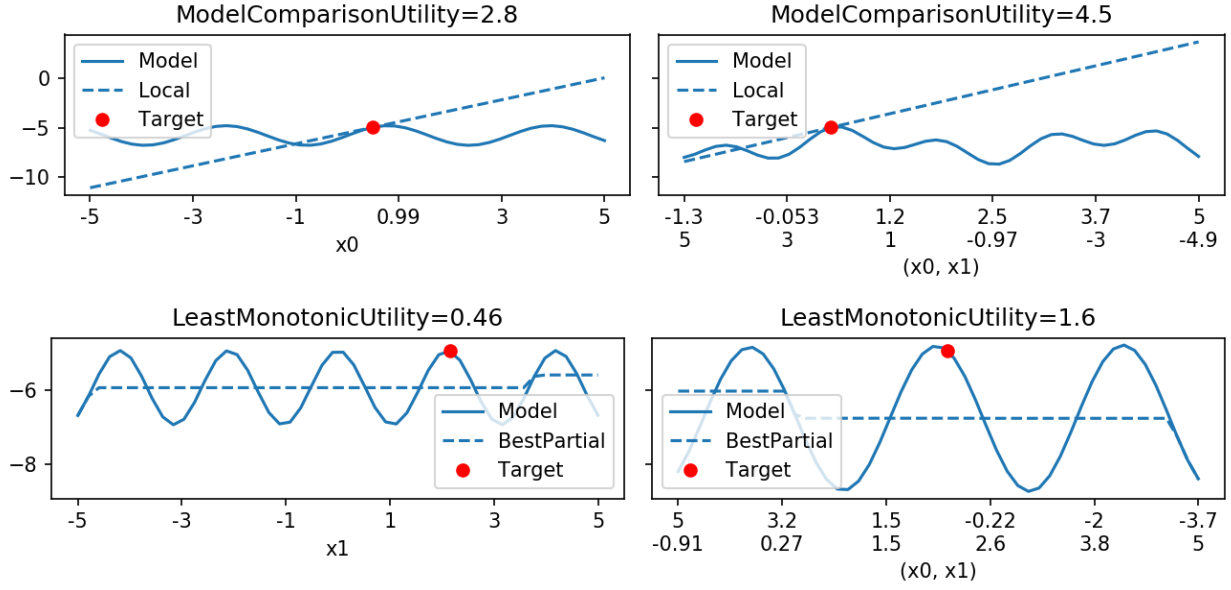 ModelComparisonUtility=2.8
0
-5
-10
Model
Local
Target
-5
-3
-1
0.99
3
5
x0
ModelComparisonUtility=4.5
Model
Local
Target
-1.3
-0.053
1.2
2.5
3.7
5
5
3
1
-0.97
-3
-4.9
(x0, x1)
LeastMonotonicUtility=0.46
-6
-8
Model
BestPartial
Target
-5
-3
-1
1
3
5
x1
LeastMonotonicUtility=1.6
Model
BestPartial
Target
5
3.2
1.5
-0.22
-2
-3.7
-0.91
0.27
1.5
2.6
3.8
5
(x0, x1)